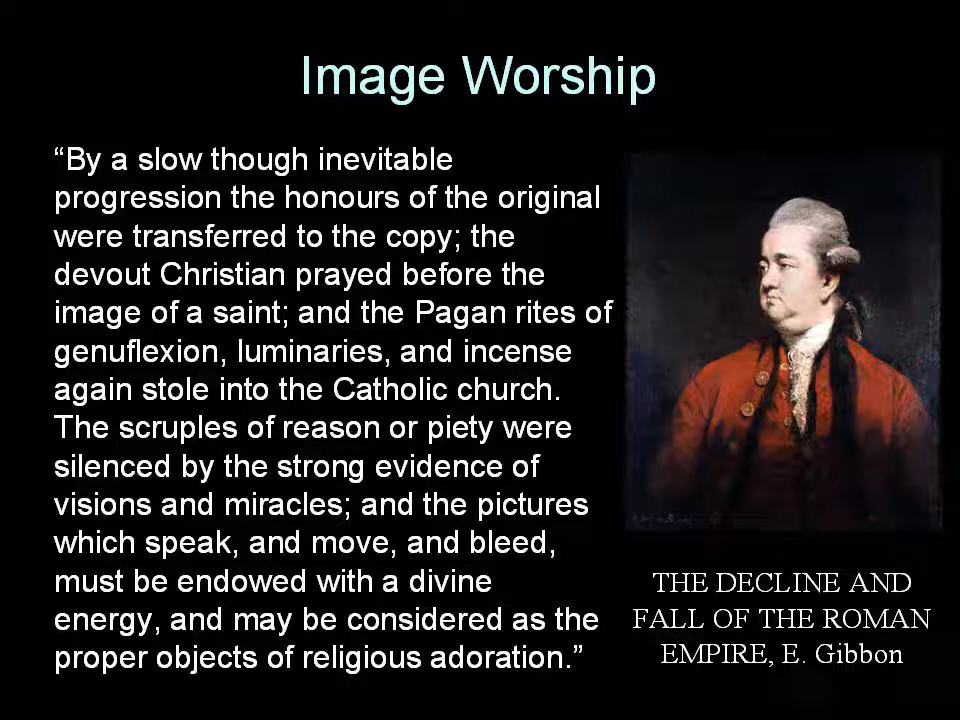 Image Worship
“By a slow though inevitable
progression the honours of the original
were transferred to the copy; the
devout Christian prayed before the
image of a saint; and the Pagan rites of
genuflexion, luminaries, and incense
again stole into the Catholic church.
The scruples of reason or piety were
silenced by the strong evidence of
visions and miracles; and the pictures
which speak, and move, and bleed,
must be endowed with a divine
energy, and may be considered as the
proper objects of religious adoration.”
THE DECLINE AND
FALL OF THE ROMAN
EMPIRE, E. Gibbon